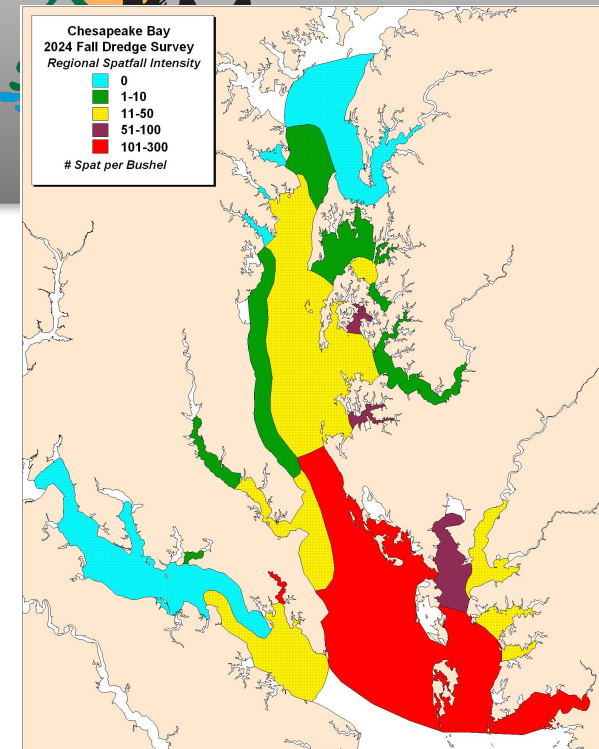 Chesapeake Bay
2024 Fall Dredge Survey
Regional Spatfall Intensity
0
1-10
11-50
51-100
101-300
# Spat per Bushel